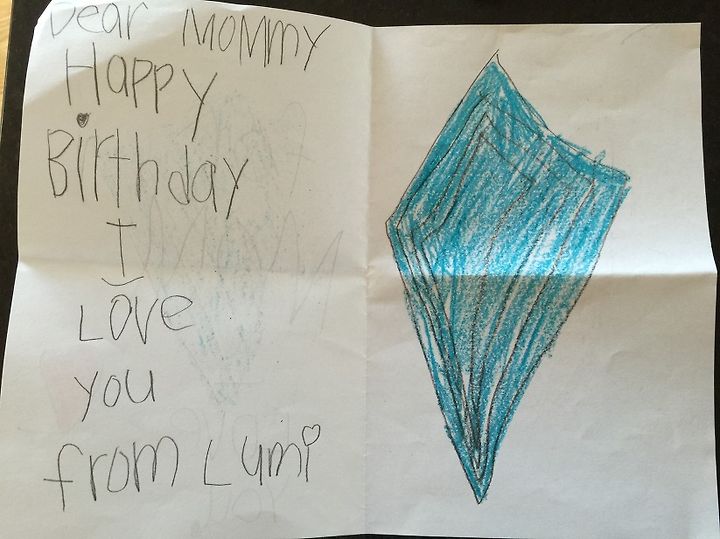 Dear MoMMy
Happy
Birthday
I
Love
you
from Lumi